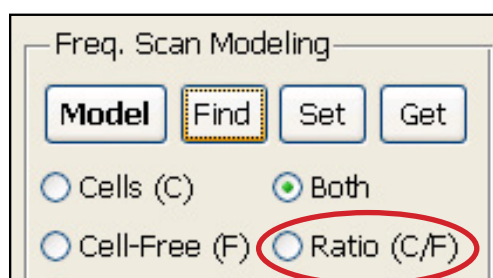 Freq. Scan Modeling
Model Find Set Get
Cells (C) Both
Cell-Free (F) Ratio (C/F)